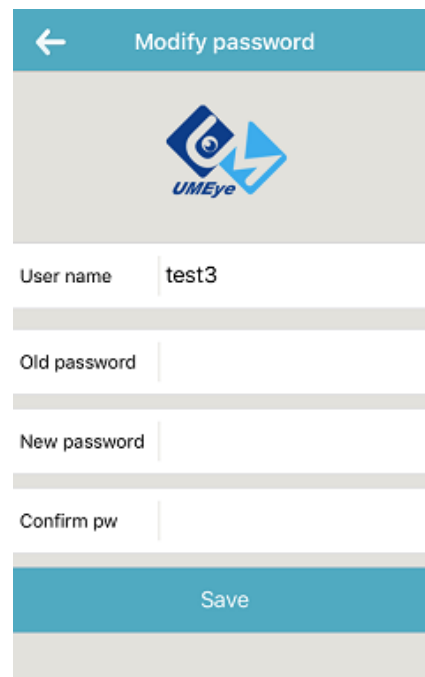 Modify password
UMEye
User name test3
Old password
New password
Confirm pw
Save